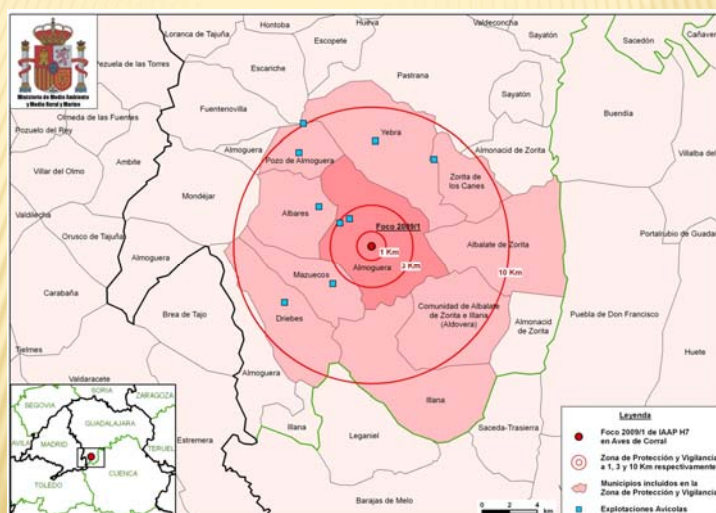 Ministerio de Medio Ambiente
y Medio Rural y Marino
Loranca de Tajuña
Hontoba
Hueva
Valdeconcha
Sayatón
Escopete
Sacedón
Pezuela de las Torres
Escariche
Pastrana
Olmeda de las Fuentes
Fuentenovilla
Sayatón
Buendía
Pozuelo del Rey
Ambite
Almoguera
Yebra
Almonacid de Zorita
Villar del Olmo
Pozo de Almoguera
Zorita
de los Canes
Mondéjar
Valdilecha
Albares
Foco 2009/1
Orusco de Tajuña
Almoguera
1 Km
3 Km
Almoguera
10 Km
Albalate de Zorita
Carabaña
Brea de Tajo
Mazuecos
Driebes
Comunidad de Albalate
de Zorita e Illana
(Aldovera)
Almonacid
de Zorita
Puebla de Don Francisco
Tielmes
Huete
Valdaracete
Almoguera
Illana
Estremera
Illana
Leganiel
Saceda-Trasierra
Barajas de Melo
SORIA
SEGOVIA
ZARAGOZA
GUADALAJARA
AVILA
MADRID
TERUEL
TOLEDO
CUENCA
0 2 4 km
Leyenda
Foco 2009/1 de IAAP H7
en Aves de Corral
Zona de Protección y Vigilancia
a 1, 3 y 10 Km respectivamente
Municipios incluidos en la
Zona de Protección y Vigilancia
Explotaciones Avícolas